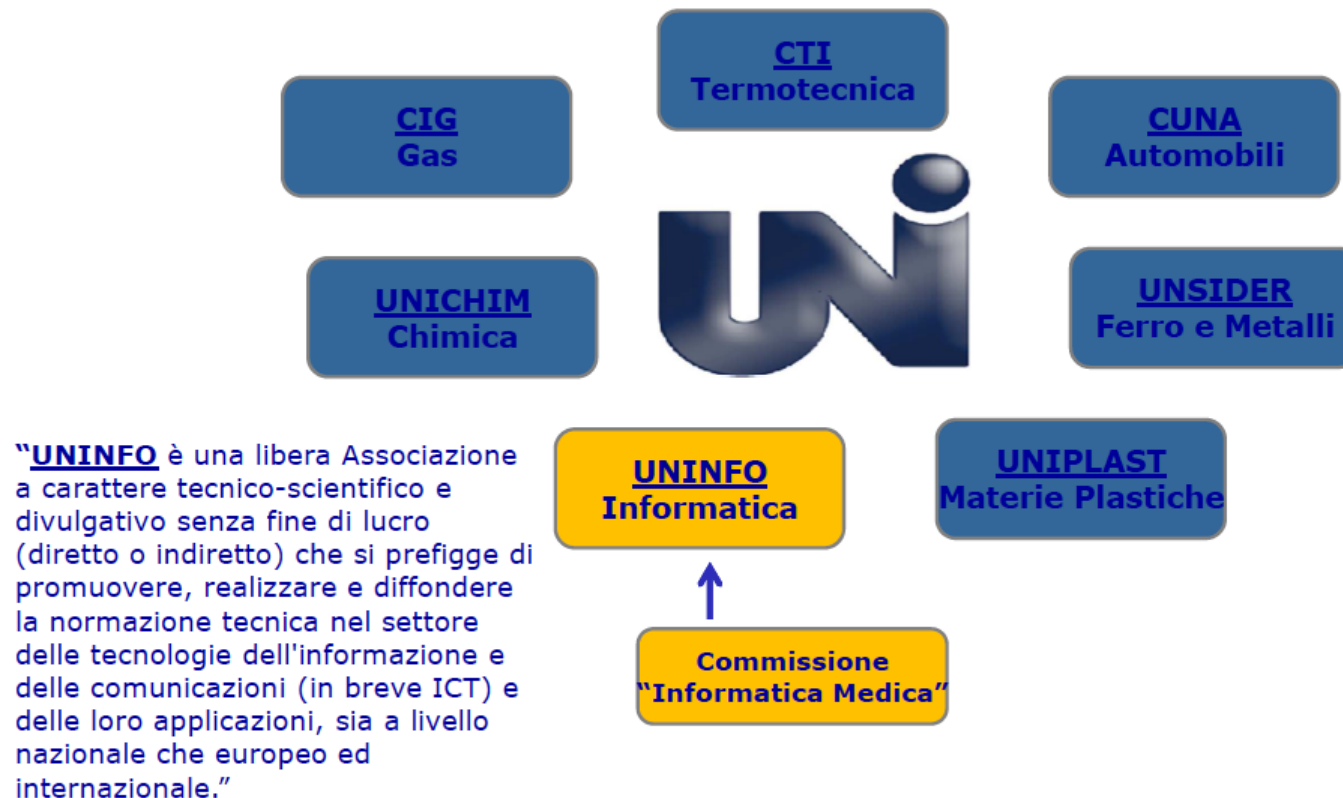 CTI
Termotecnica
CIG
Gas
CUNA
Automobili
UNI
UNICHIM
Chimica
UNSIDER
Ferro e Metalli
"UNINFO è una libera Associazione
a carattere tecnico-scientifico e
divulgativo senza fine di lucro
(diretto o indiretto) che si prefigge di
promuovere, realizzare e diffondere
la normazione tecnica nel settore
delle tecnologie dell'informazione e
delle comunicazioni (in breve ICT) e
delle loro applicazioni, sia a livello
nazionale che europeo ed
internazionale."
UNINFO
Informatica
UNIPLAST
Materie Plastiche
Commissione
"Informatica Medica"